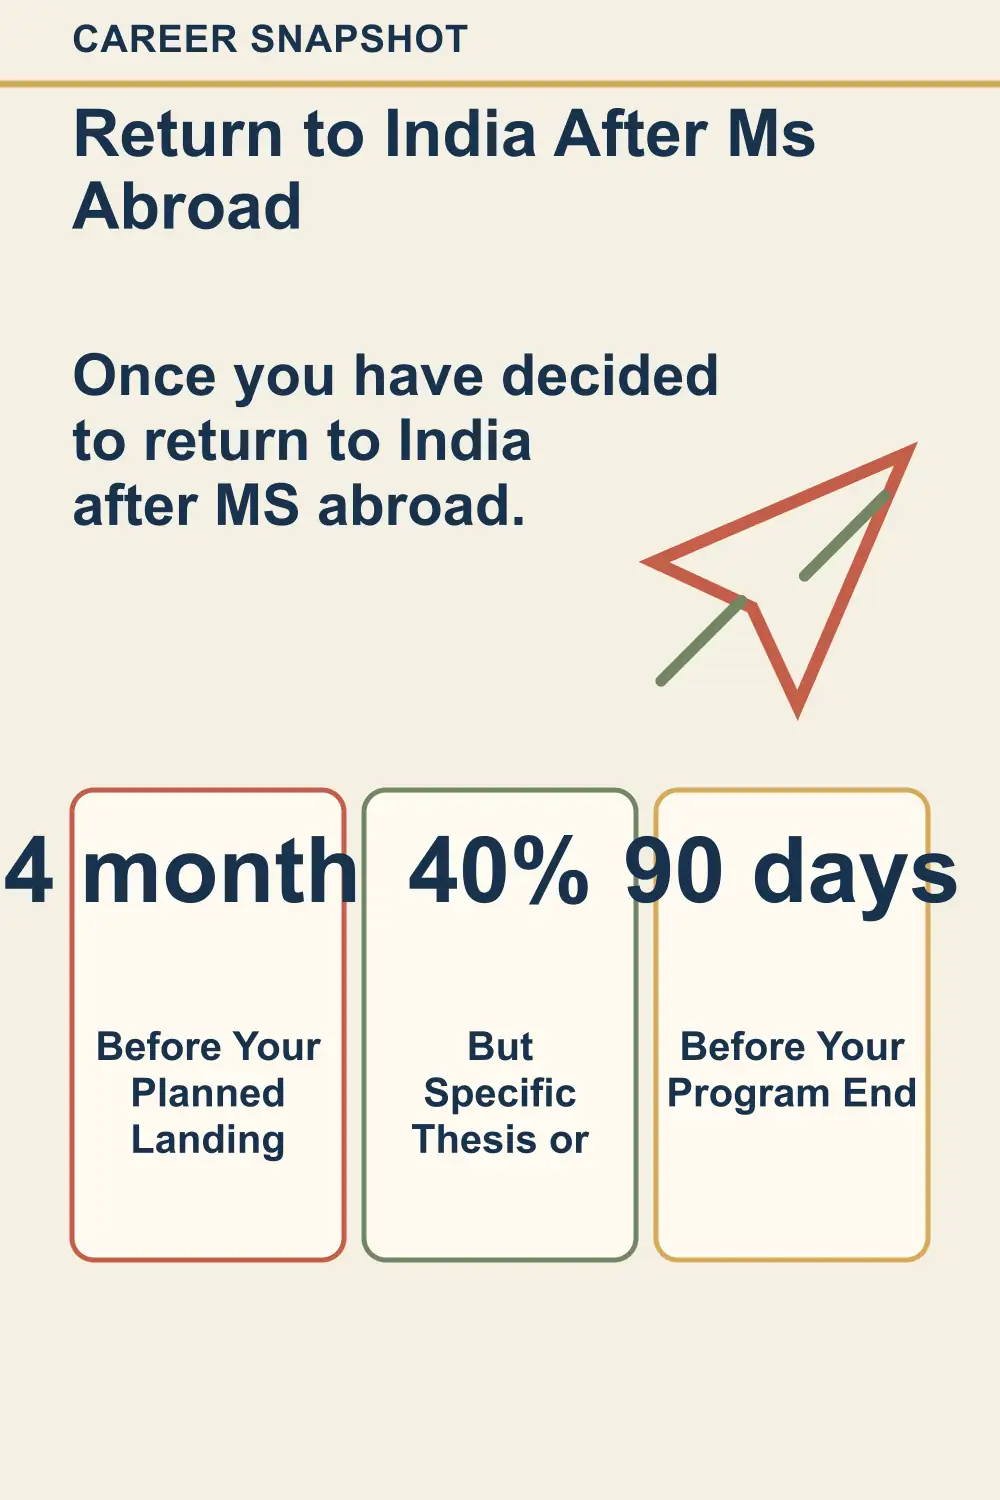 CAREER SNAPSHOT
Return to India After Ms
Abroad
Once you have decided
to return to India
after MS abroad.
4 month
40%
90 days
Before Your
Planned
Landing
But
Specific
Thesis or
Before Your
Program End